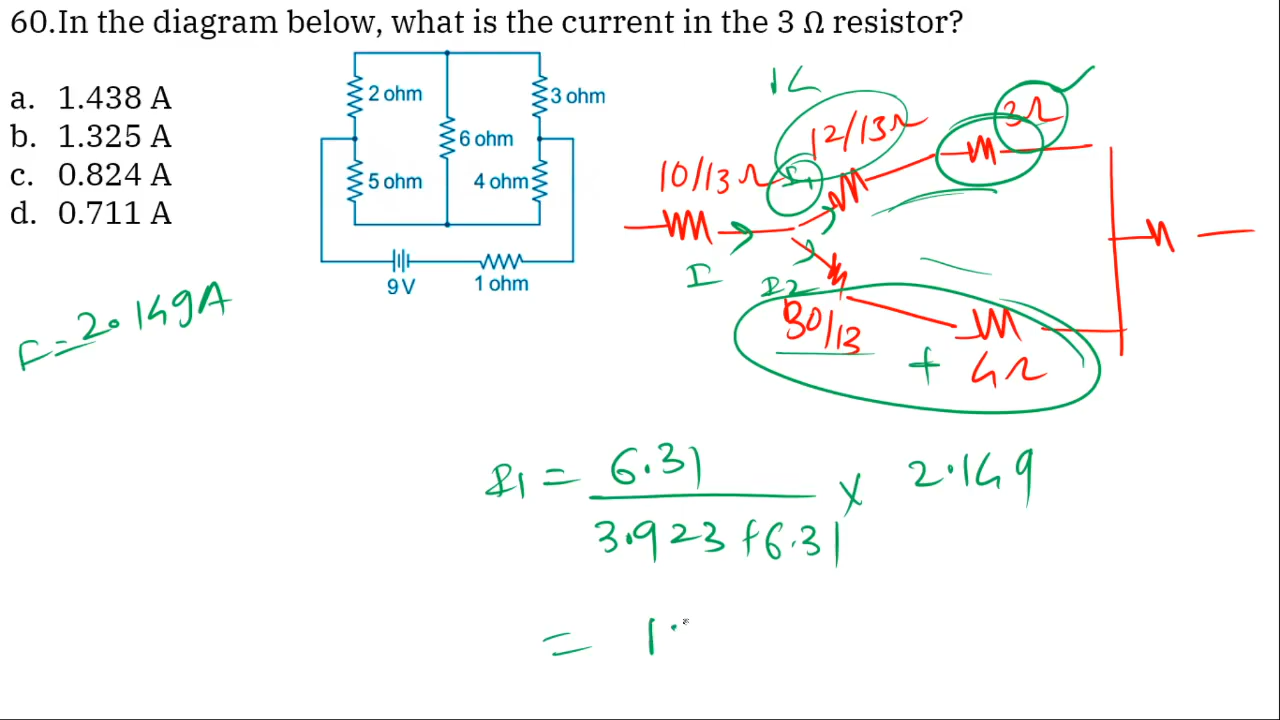 60.In the diagram below, what is the current in the 3 Ω resistor?
a. 1.438 A
b. 1.325 A
c. 0.824 A
d. 0.711 A
2 ohm
3 ohm
6 ohm
5 ohm
4 ohm
9 V
1 ohm
12/13Ω
3Ω
10/13Ω
I1
I
I2
30/13
+ 4Ω
I = 2.149A
I1 = 6.31
3.923 + 6.31
× 2.149
= 1.